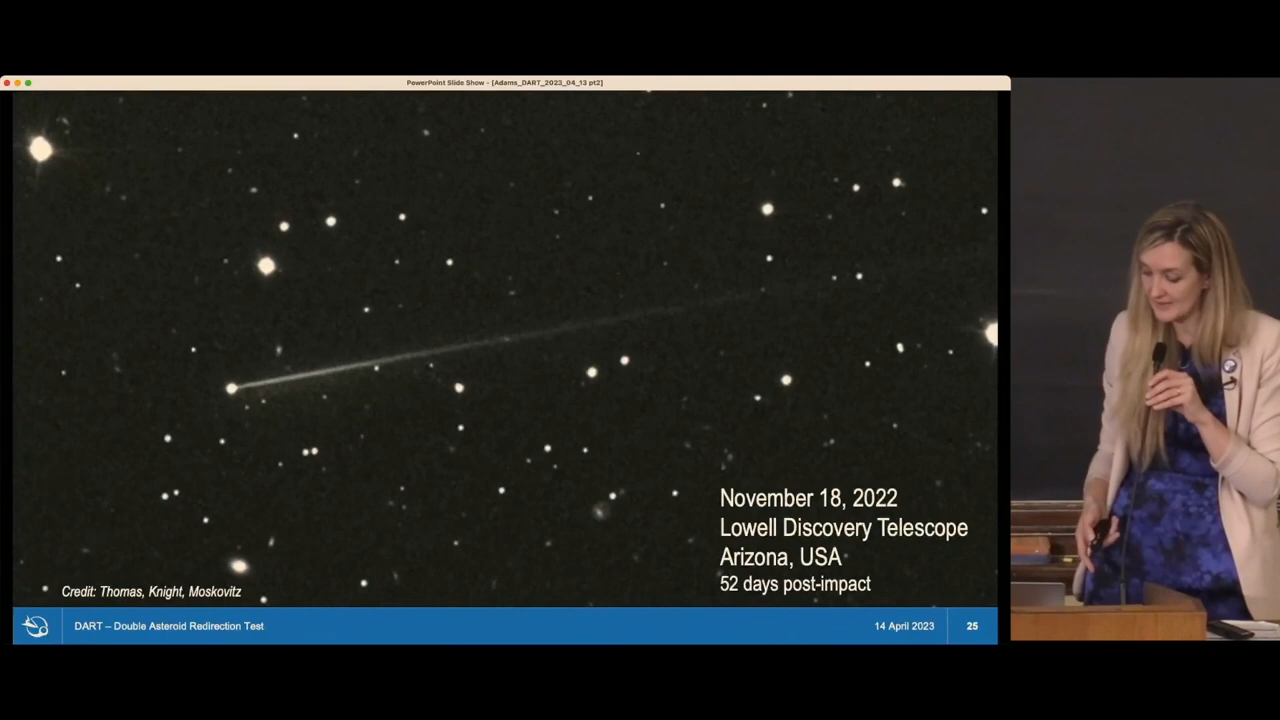 PowerPoint Slide Show - [Adams_DART_2023_04_13 pt2]
November 18, 2022
Lowell Discovery Telescope
Arizona, USA
52 days post-impact
Credit: Thomas, Knight, Moskovitz
DART – Double Asteroid Redirection Test
14 April 2023
25